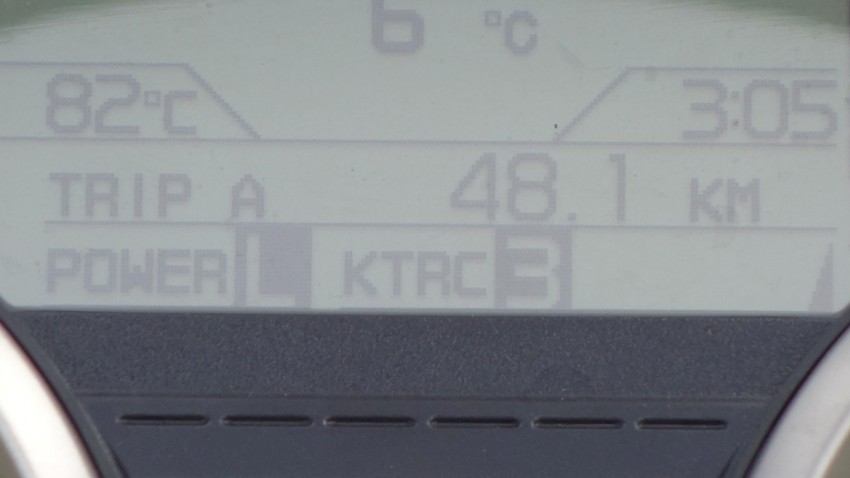 6 °C
82°C 3:05
TRIP A 48.1 KM
POWER L KTRC 3